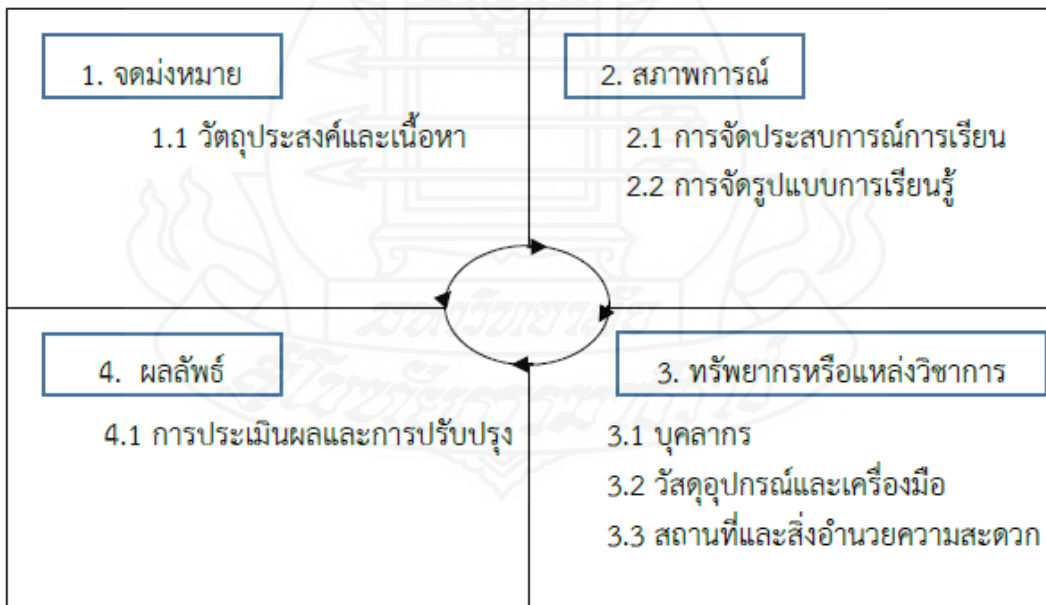 1. จดม่งหมาย
1.1 วัตถุประสงค์และเนื้อหา
2. สภาพการณ์
2.1 การจัดประสบการณ์การเรียน
2.2 การจัดรูปแบบการเรียนรู้
4. ผลลัพธ์
4.1 การประเมินผลและการปรับปรุง
3. ทรัพยากรหรือแหล่งวิชาการ
3.1 บุคลากร
3.2 วัสดุอุปกรณ์และเครื่องมือ
3.3 สถานที่และสิ่งอำนวยความสะดวก